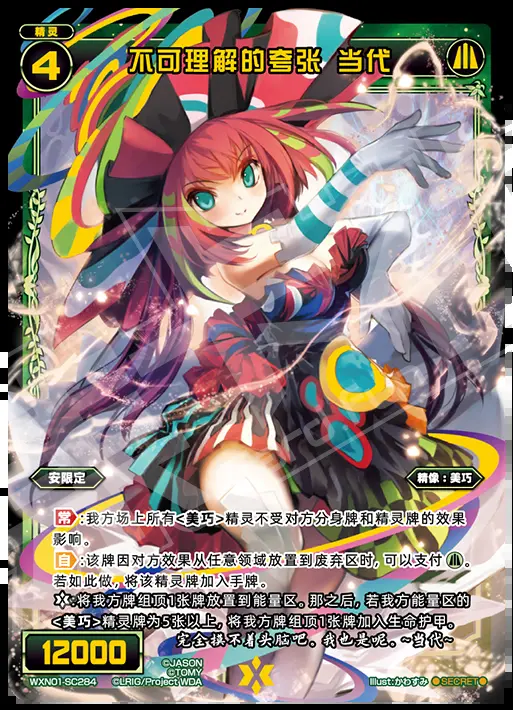 精灵
4
不可理解的夸张 当代
安限定
精像：美巧
常:我方场上所有<美巧>精灵不受对方分身牌和精灵牌的效果
影响。
自:该牌因对方效果从任意领域放置到废弃区时, 可以支付。
若如此做, 将该精灵牌加入手牌。
:将我方牌组顶1张牌放置到能量区。那之后, 若我方能量区的
<美巧>精灵牌为5张以上, 将我方牌组顶1张牌加入生命护甲。
完全摸不着头脑吧。我也是呢。~当代~
12000
©JASON
©TOMY
WXN01-SC284 ©LRIG/Project WDA
Illust:かわすみ
SECRET